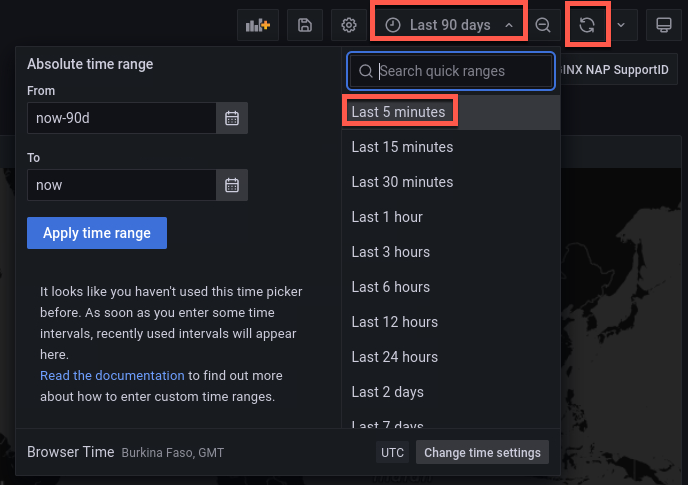 Last 90 days
Absolute time range
From
now-90d
To
now
Apply time range
It looks like you haven't used this time picker
before. As soon as you enter some time
intervals, recently used intervals will appear
here.
Read the documentation to find out more
about how to enter custom time ranges.
Search quick ranges
Last 5 minutes
Last 15 minutes
Last 30 minutes
Last 1 hour
Last 3 hours
Last 6 hours
Last 12 hours
Last 24 hours
Last 2 days
Last 7 days
INX NAP SupportID
Browser Time Burkina Faso, GMT
UTC
Change time settings